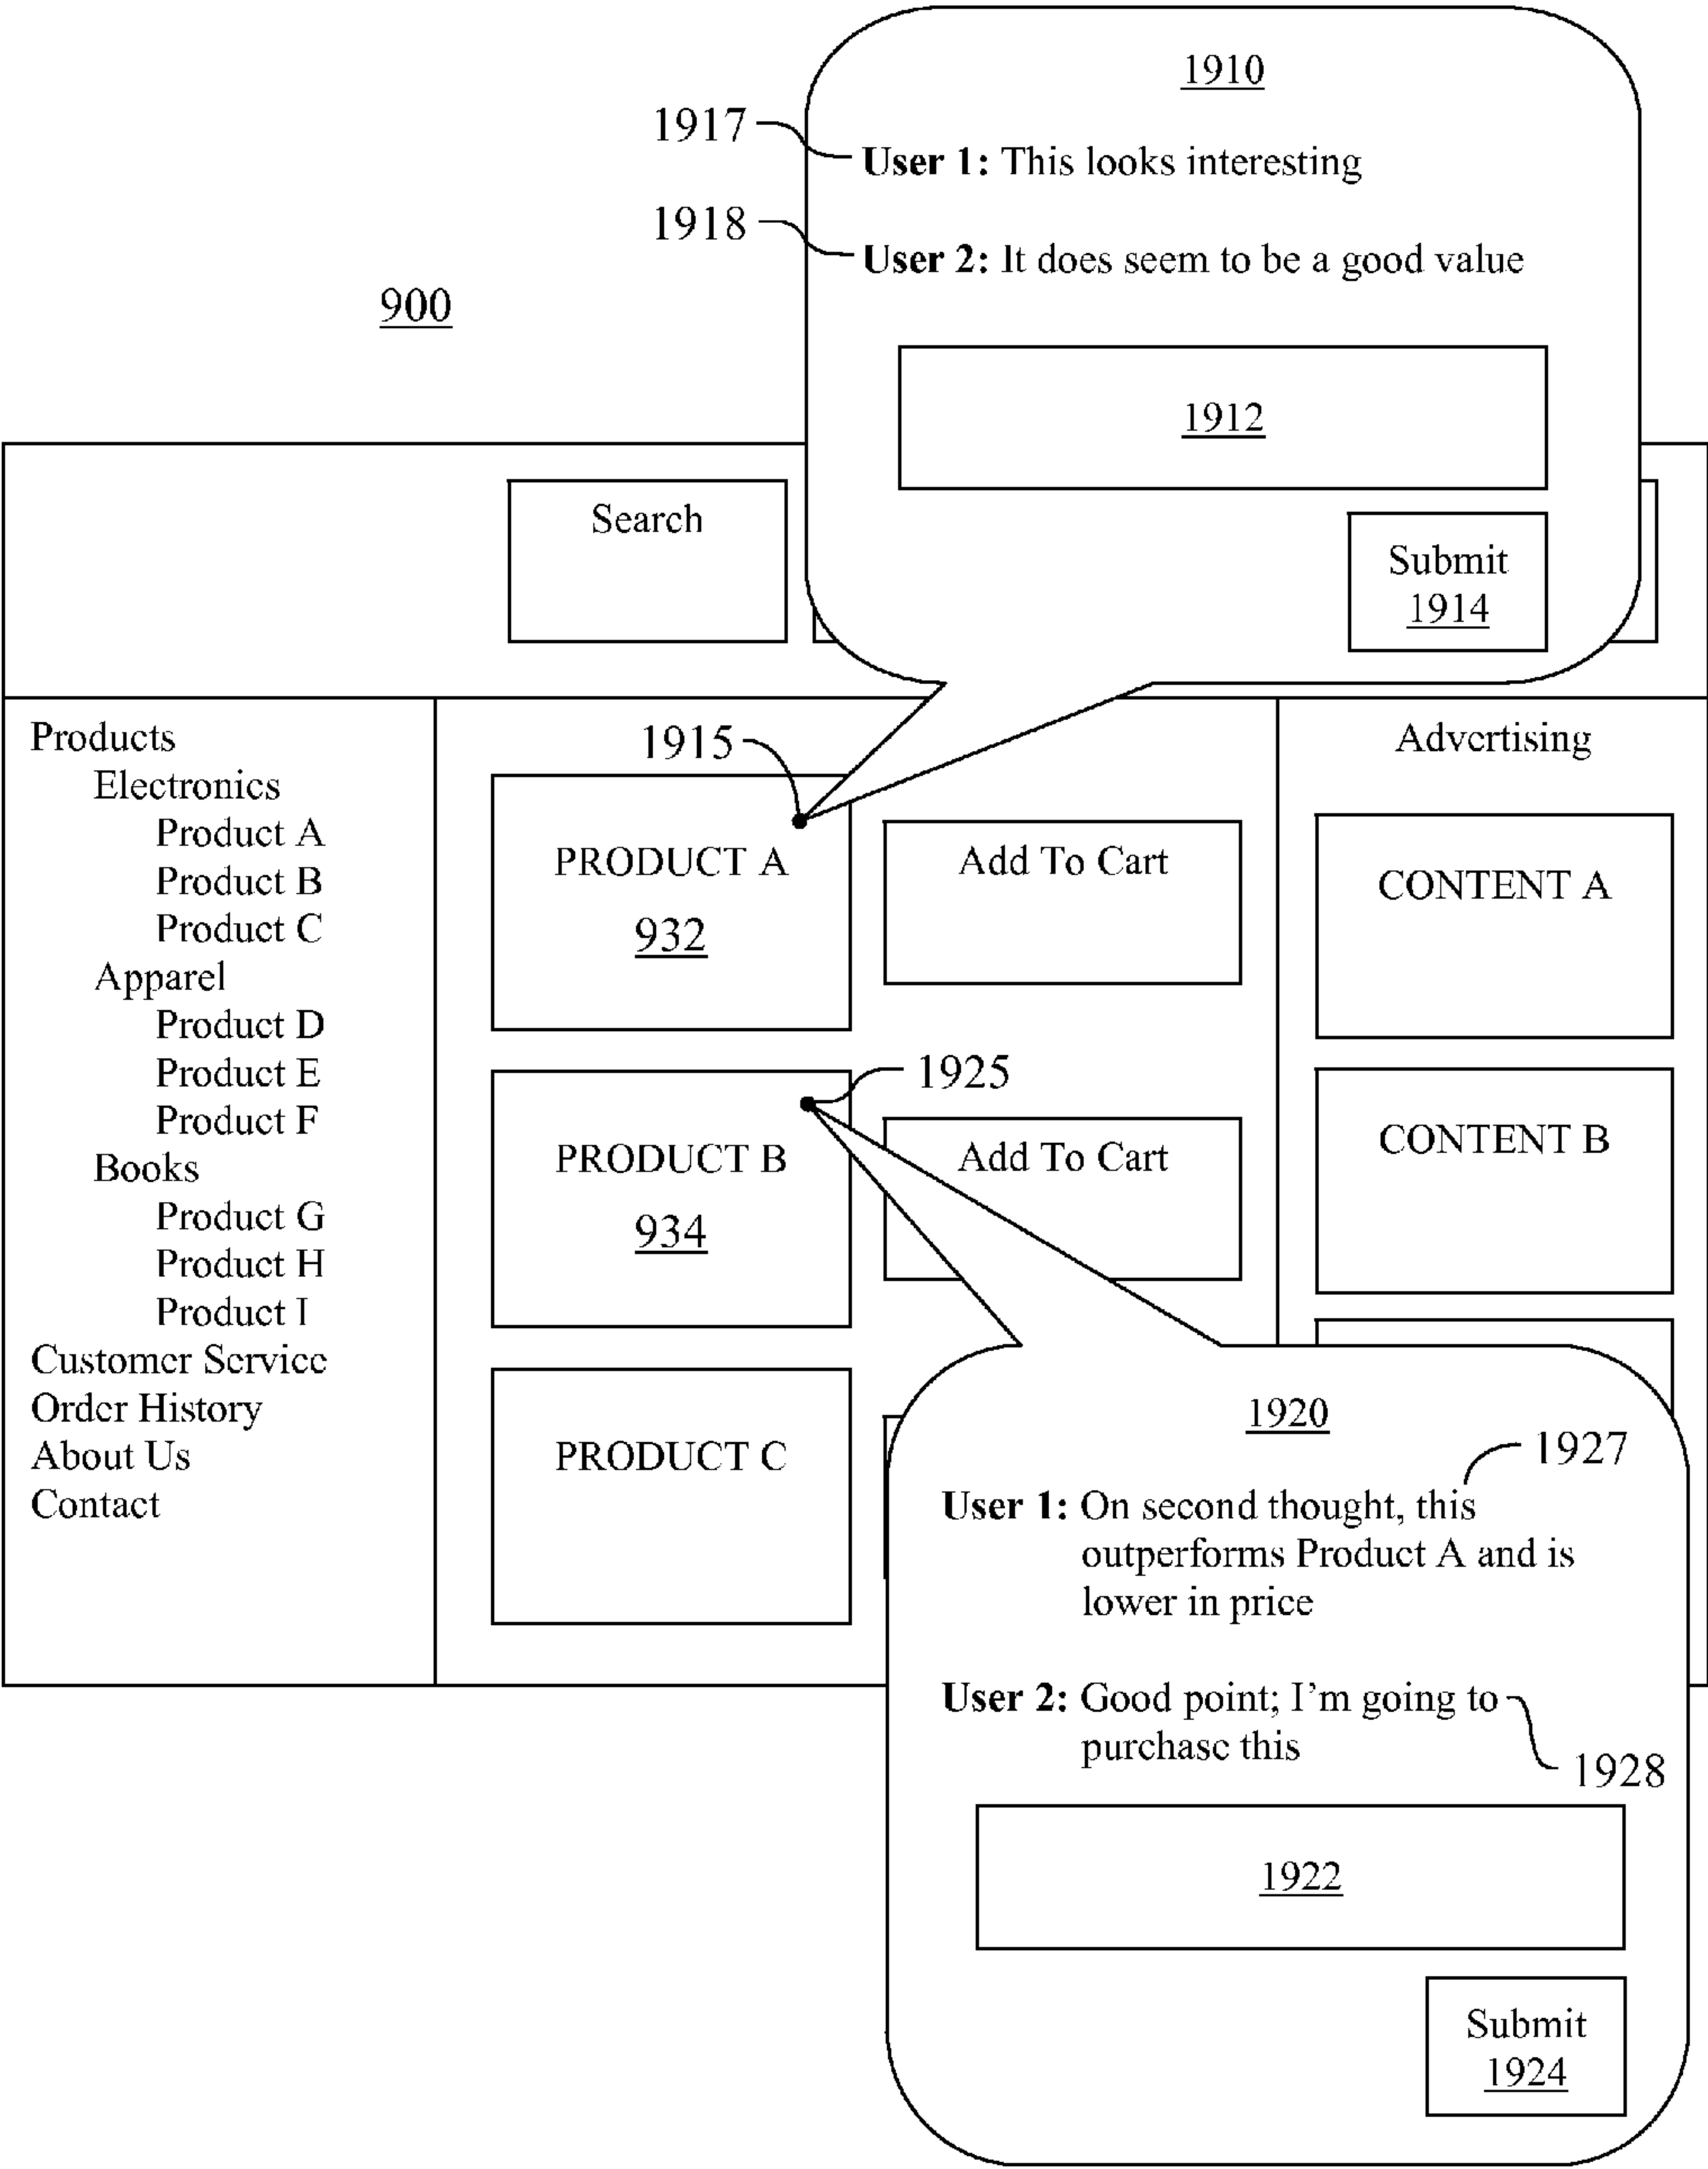 1910
1917
User 1: This looks interesting
1918
User 2: It does seem to be a good value
900
1912
Search
Submit
1914
Products
Electronics
Product A
Product B
Product C
Apparel
Product D
Product E
Product F
Books
Product G
Product H
Product I
Customer Service
Order History
About Us
Contact
1915
PRODUCT A
932
Add To Cart
1925
PRODUCT B
934
Add To Cart
PRODUCT C
Advertising
CONTENT A
CONTENT B
1920
1927
User 1: On second thought, this
outperforms Product A and is
lower in price
User 2: Good point; I'm going to
purchase this
1928
1922
Submit
1924